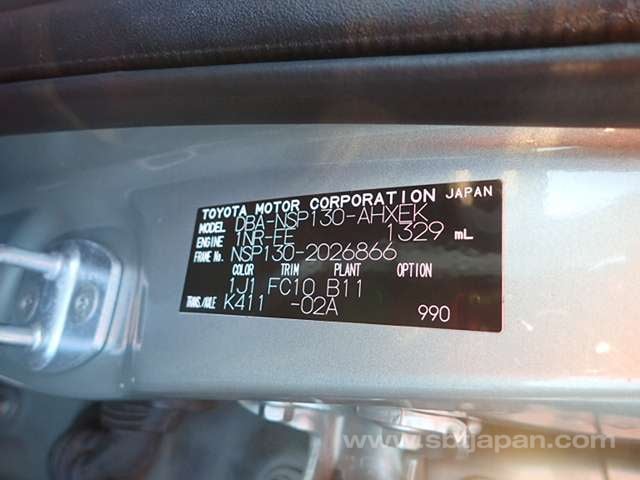 TOYOTA MOTOR CORPORATION JAPAN
MODEL DBA-NSP130-AHXEK
ENGINE 1NR-FE 1329 mL
FRAME No. NSP130-2026866
COLOR TRIM PLANT OPTION
1J1 FC10 B11
TRANS./AXLE K411 -02A 990
www.sbtjapan.com